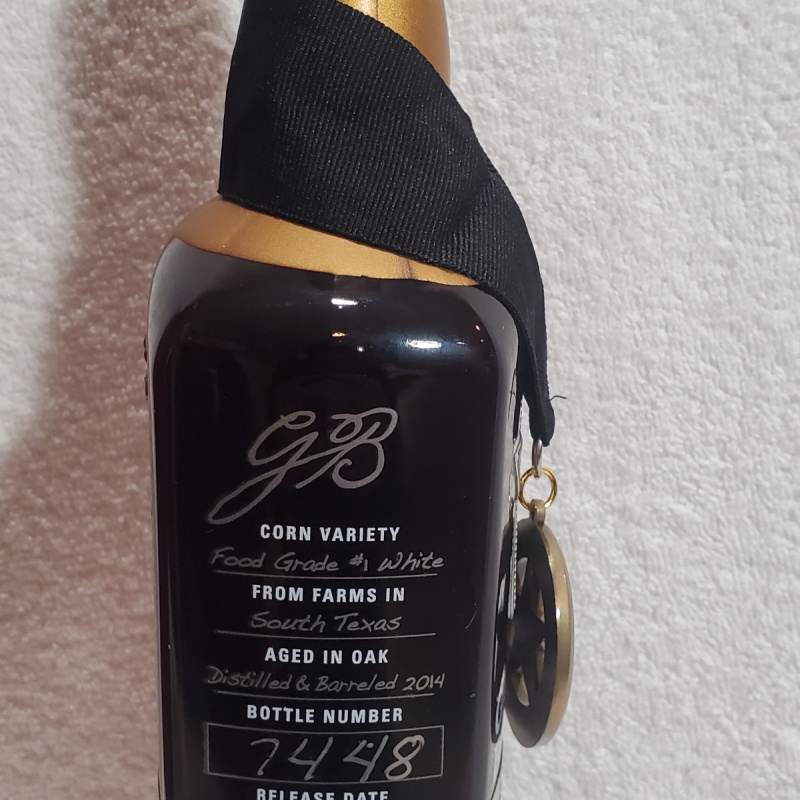 GB
CORN VARIETY
Food Grade #1 White
FROM FARMS IN
South Texas
AGED IN OAK
Distilled & Barreled 2014
BOTTLE NUMBER
7448
RELEASE DATE